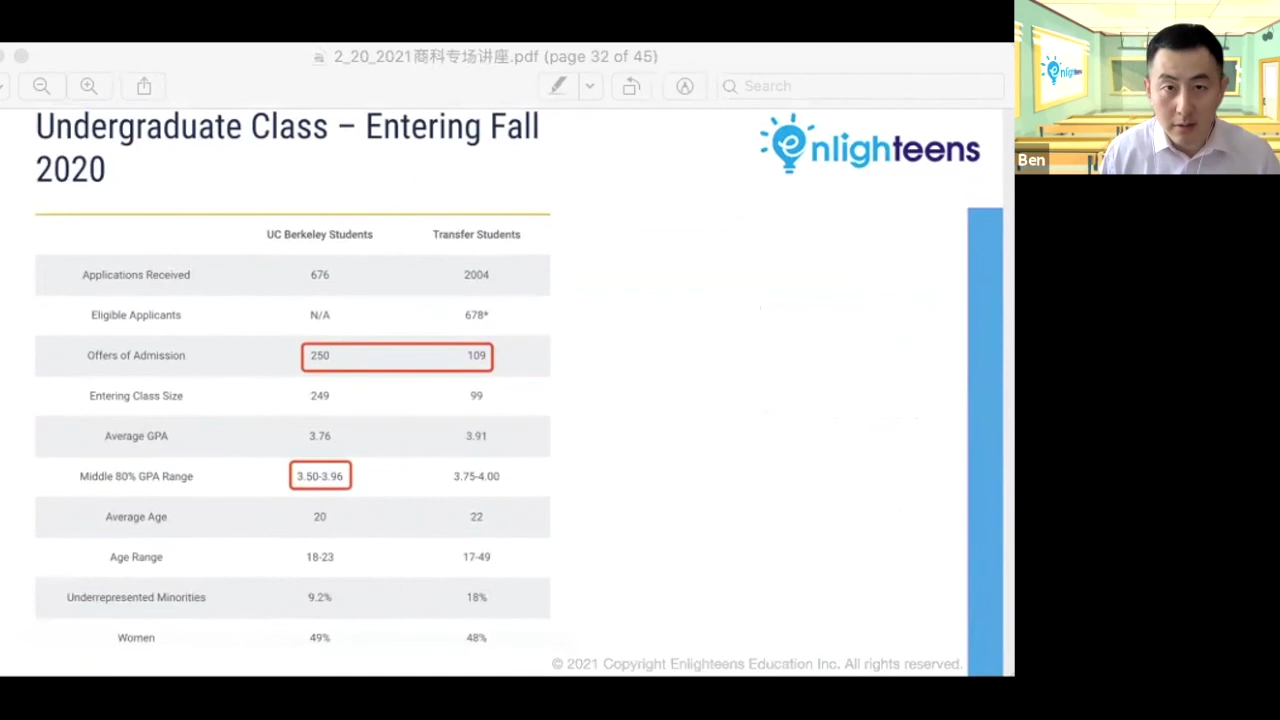 2_20_2021商科专场讲座.pdf (page 32 of 45)
Search
Undergraduate Class – Entering Fall
2020
enlighteens
UC Berkeley Students Transfer Students
Applications Received 676 2004
Eligible Applicants N/A 678*
Offers of Admission 250 109
Entering Class Size 249 99
Average GPA 3.76 3.91
Middle 80% GPA Range 3.50-3.96 3.75-4.00
Average Age 20 22
Age Range 18-23 17-49
Underrepresented Minorities 9.2% 18%
Women 49% 48%
© 2021 Copyright Enlighteens Education Inc. All rights reserved.
Ben